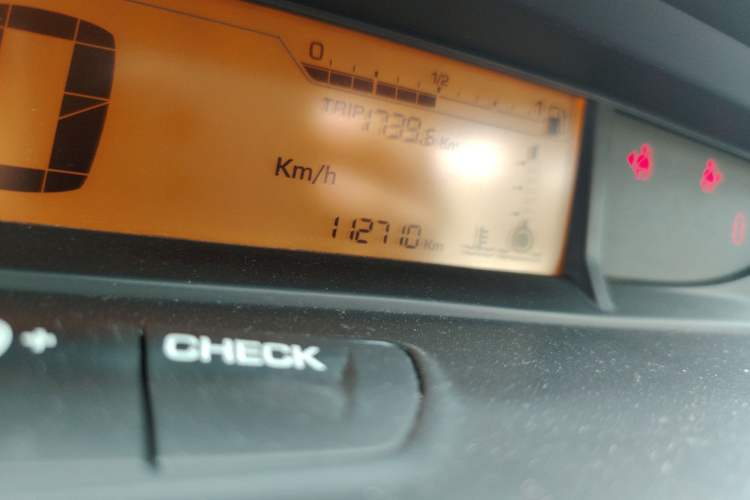 0 1/2 1
TRIP 1739.6 Km
Km/h
112710 Km
+ CHECK